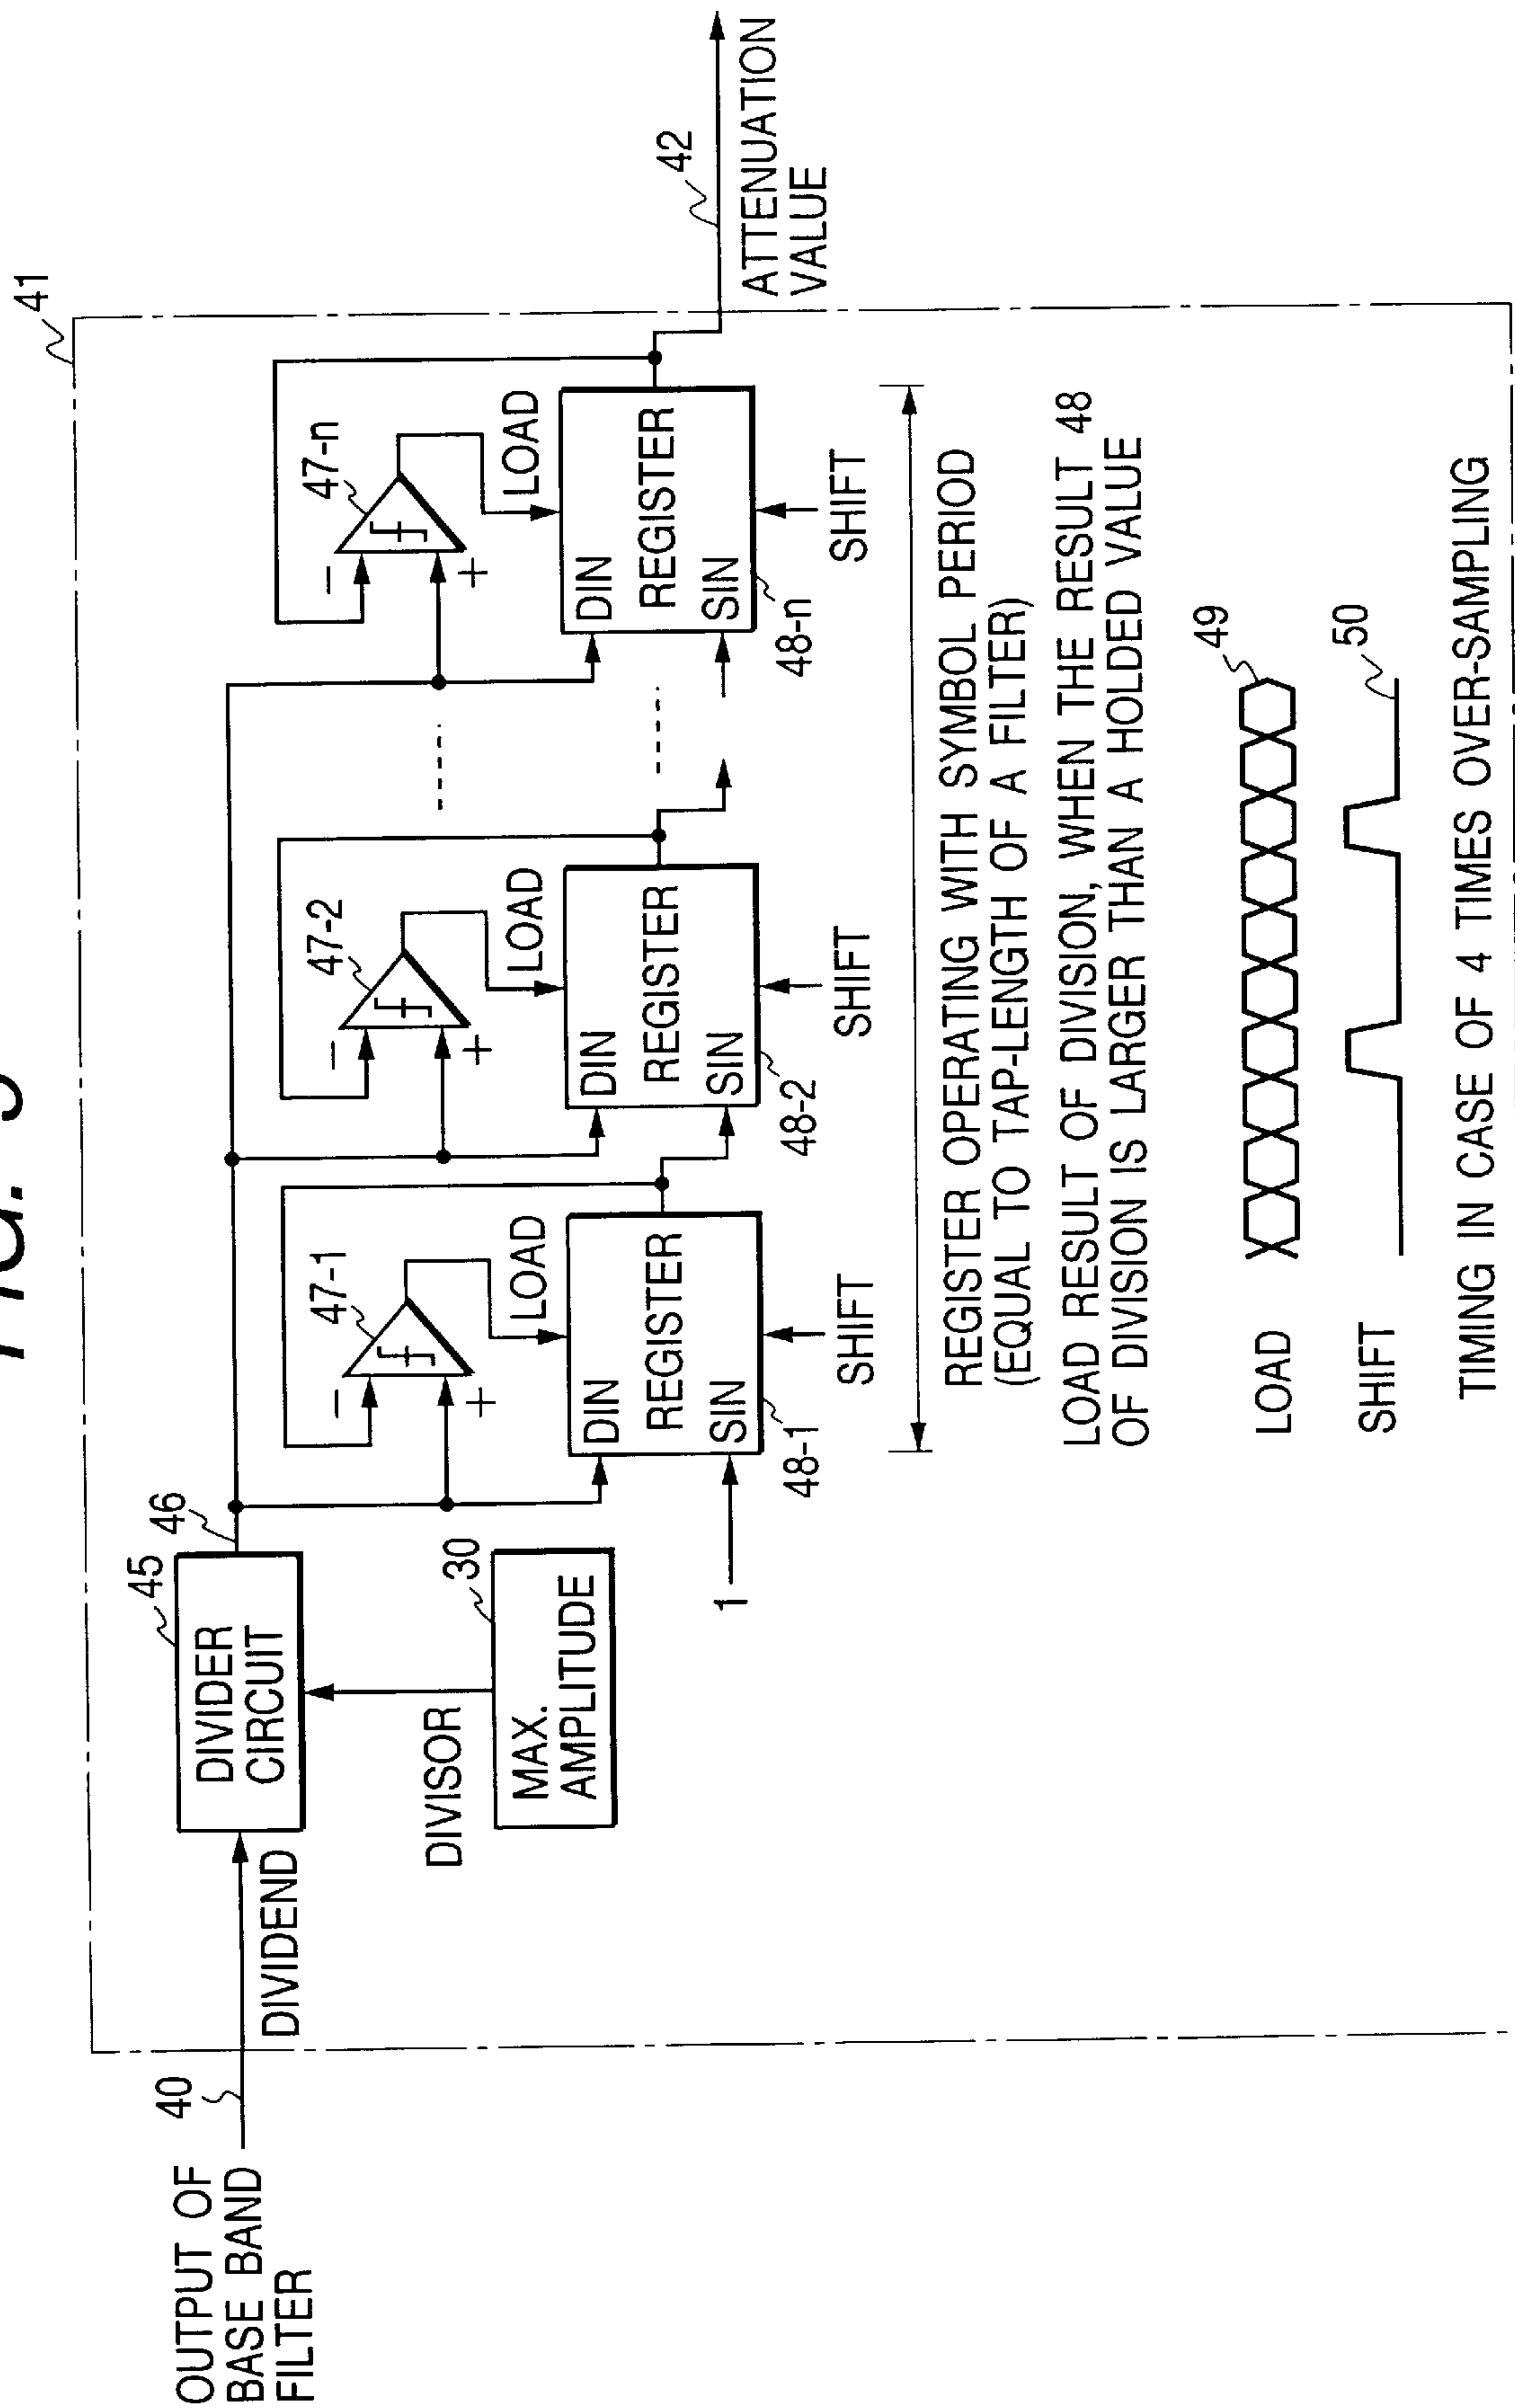 41
OUTPUT OF
BASE BAND
FILTER
40
DIVIDEND
45
DIVIDER
CIRCUIT
46
DIVISOR
30
MAX.
AMPLITUDE
1
47-1
−
+
LOAD
DIN
REGISTER
SIN
48-1
SHIFT
47-2
−
+
LOAD
DIN
REGISTER
SIN
48-2
SHIFT
47-n
−
+
LOAD
DIN
REGISTER
SIN
48-n
SHIFT
42
ATTENUATION
VALUE
REGISTER OPERATING WITH SYMBOL PERIOD
(EQUAL TO TAP-LENGTH OF A FILTER)
LOAD RESULT OF DIVISION, WHEN THE RESULT 48
OF DIVISION IS LARGER THAN A HOLDED VALUE
LOAD
49
SHIFT
50
TIMING IN CASE OF 4 TIMES OVER-SAMPLING